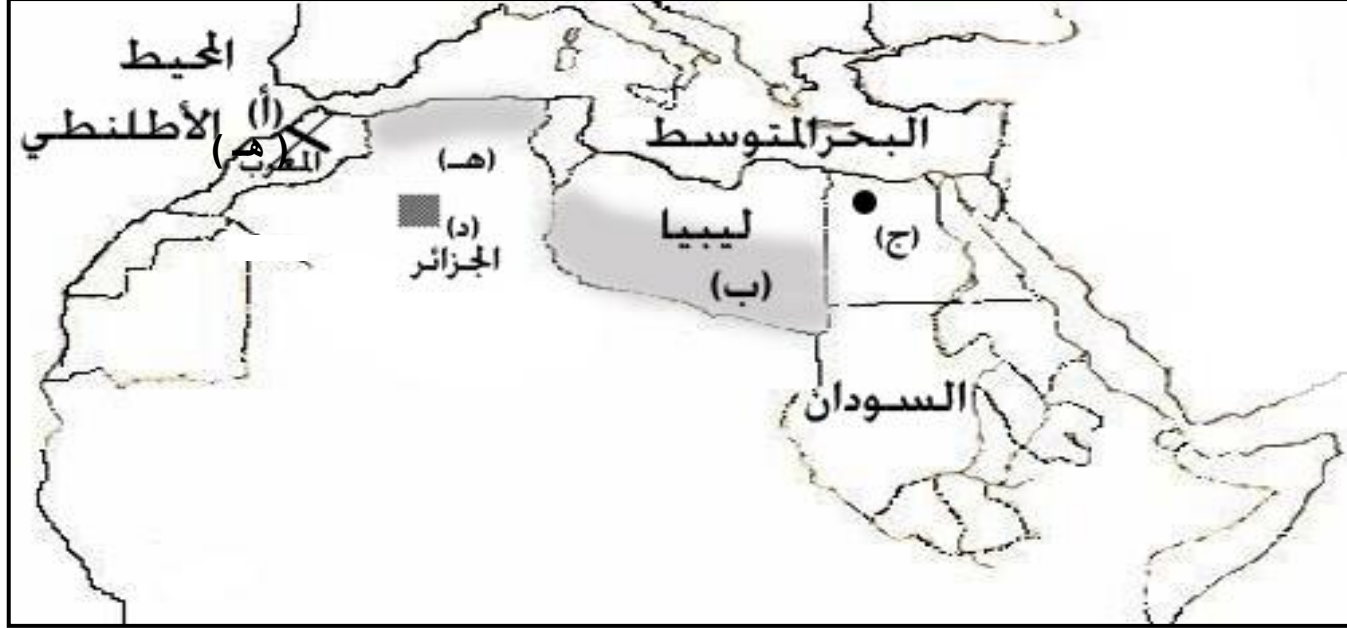 المحيط
الأطلنطي
(أ)
(هـ)
المغرب
البحر المتوسط
(هـ)
(د)
الجزائر
ليبيا
(ب)
(ج)
السودان